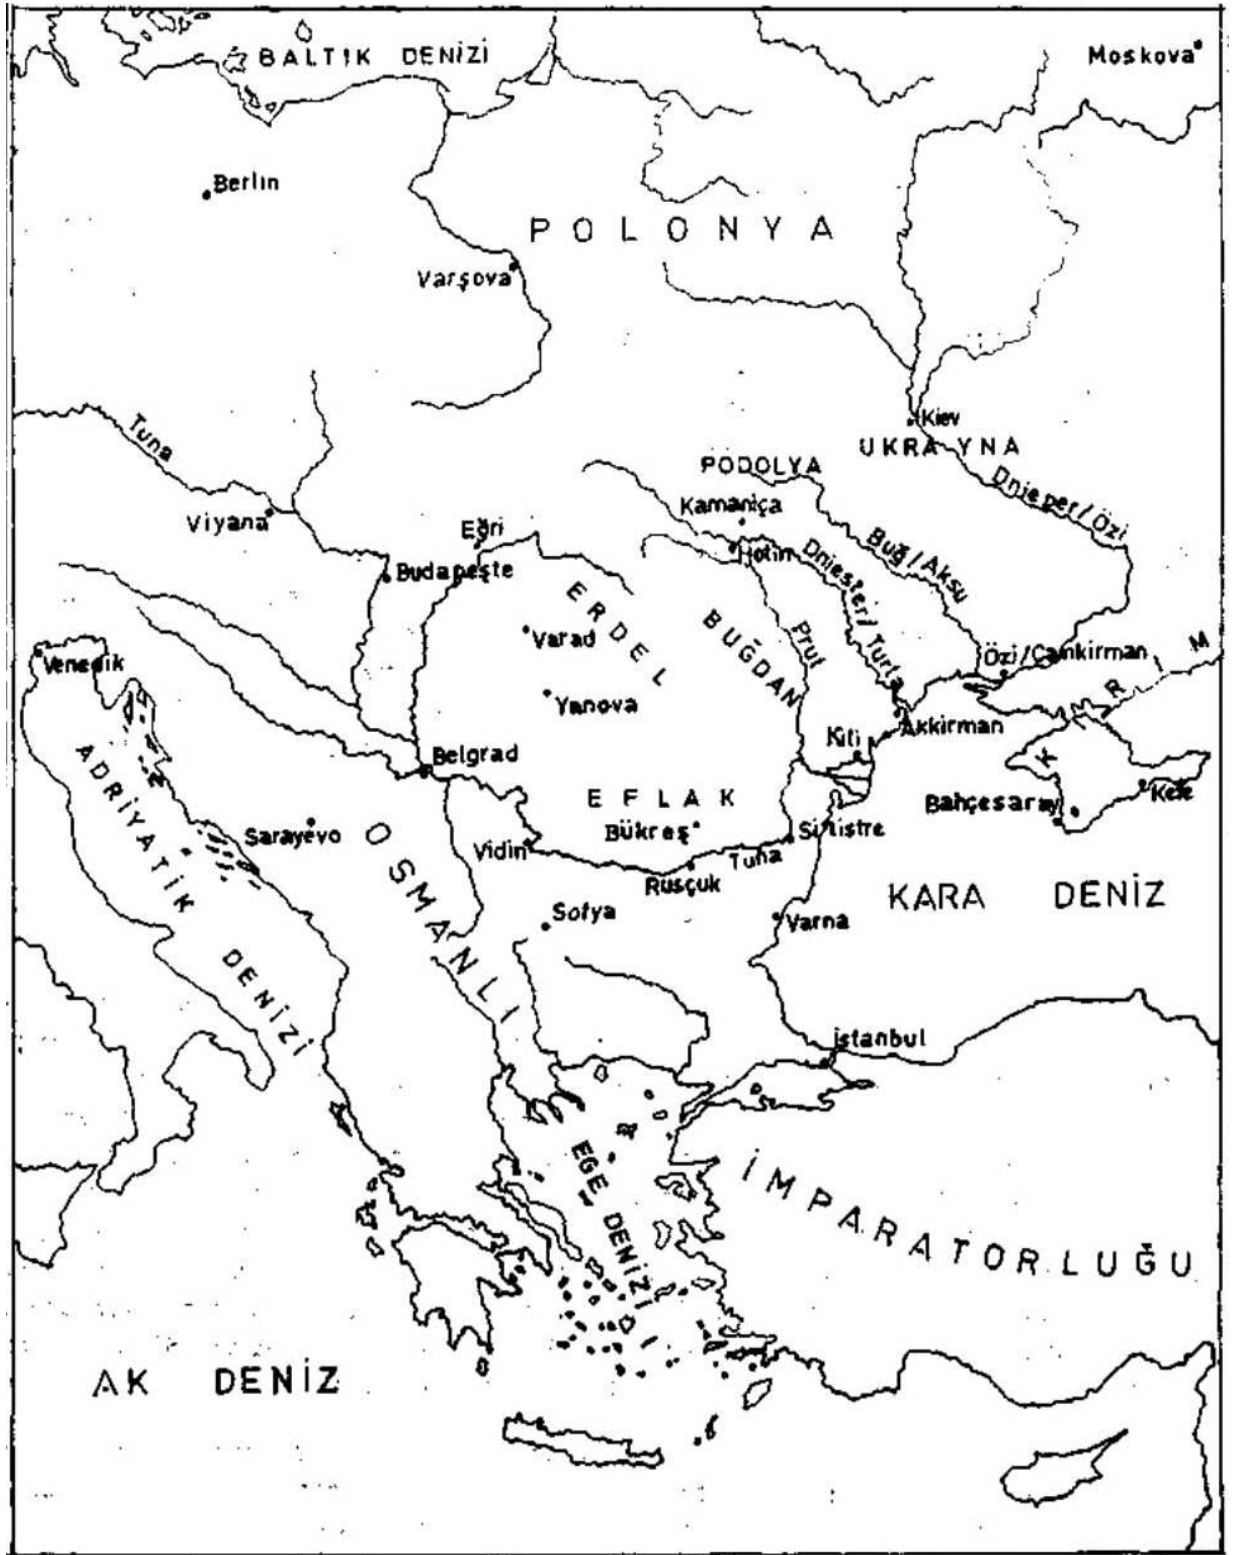 BALTIK DENİZİ
Moskova
Berlin
POLONYA
Varşova
Tuna
Kiev
UKRAYNA
PODOLYA
Dnieper/Özi
Kamaniça
Viyana
Eğri
Hotin
Dniester/Turla
Buğ/Aksu
Budapeşte
ERDEL
BUĞDAN
Prut
Varad
Venedik
Özi/Cankirman
KIRIM
Yanova
Akkirman
Kili
Belgrad
ADRİYATİK DENİZİ
EFLAK
Bahçesaray
Kefe
Sarayevo
Bükreş
Silistre
Vidin
Tuna
Rusçuk
OSMANLI
KARA DENİZ
Sofya
Varna
İstanbul
EGE DENİZİ
İMPARATORLUĞU
AK DENİZ